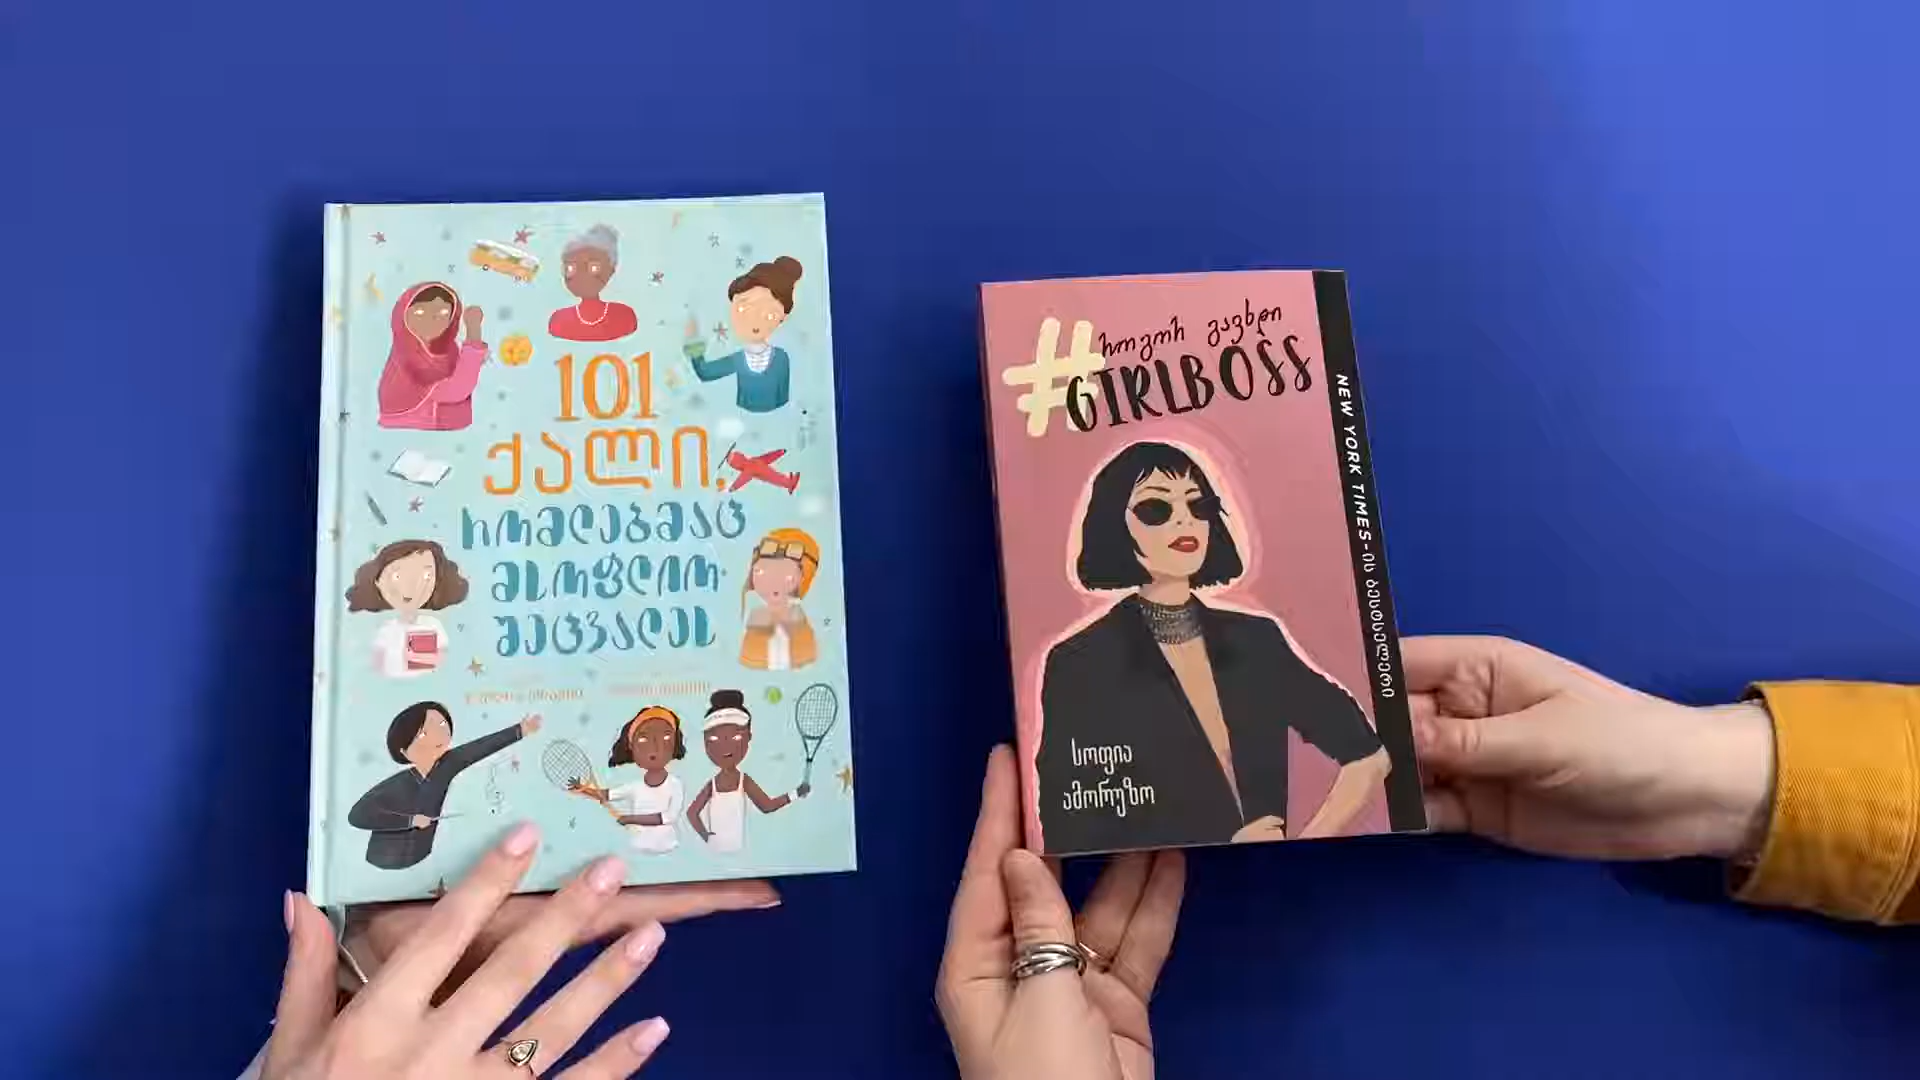 101
ქალი,
რომლებმაც
მსოფლიო
შეცვალეს
#როგორ გავხდი
GIRLBOSS
NEW YORK TIMES-ის ბესტსელერი
სოფია
ამორუზო